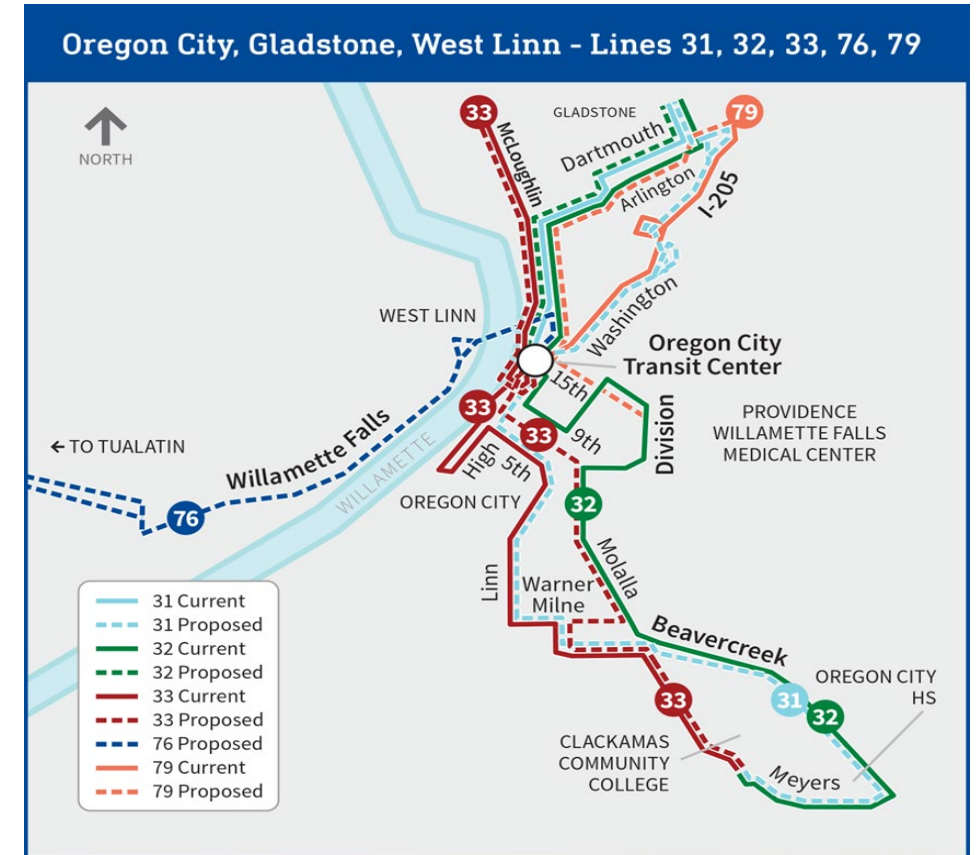 Oregon City, Gladstone, West Linn - Lines 31, 32, 33, 76, 79
NORTH
33
McLoughlin
GLADSTONE
79
Dartmouth
Arlington
I-205
WEST LINN
Washington
Oregon City
Transit Center
15th
33
33
9th
Division
PROVIDENCE
WILLAMETTE FALLS
MEDICAL CENTER
← TO TUALATIN
Willamette Falls
WILLAMETTE
High
5th
OREGON CITY
76
32
Molalla
Linn
Warner
Milne
Beavercreek
OREGON CITY
HS
31
32
33
CLACKAMAS
COMMUNITY
COLLEGE
Meyers
31 Current
31 Proposed
32 Current
32 Proposed
33 Current
33 Proposed
76 Proposed
79 Current
79 Proposed